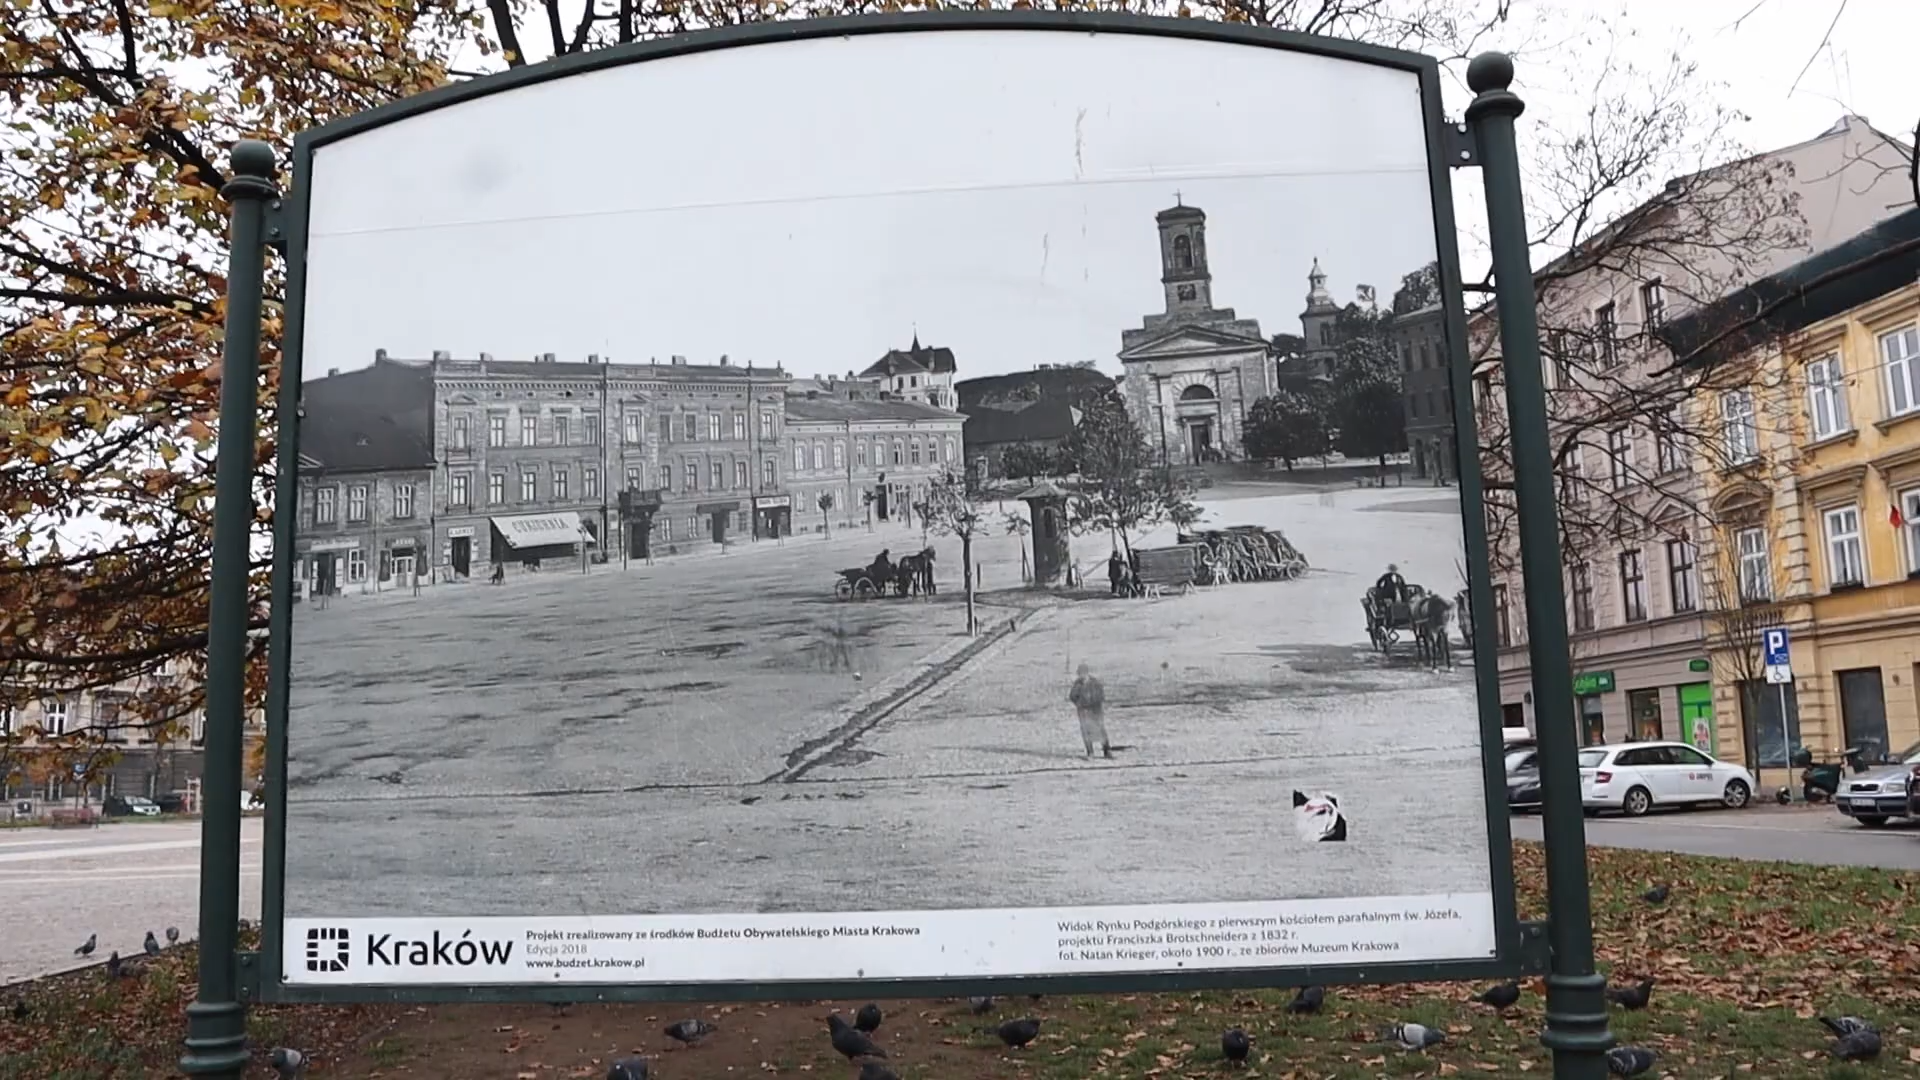 CUKIERNIA
P
Kraków
Projekt zrealizowany ze środków Budżetu Obywatelskiego Miasta Krakowa
Edycja 2018
www.budzet.krakow.pl
Widok Rynku Podgórskiego z pierwszym kościołem parafialnym św. Józefa,
projektu Franciszka Brotschneidera z 1832 r.
fot. Natan Krieger, około 1900 r., ze zbiorów Muzeum Krakowa